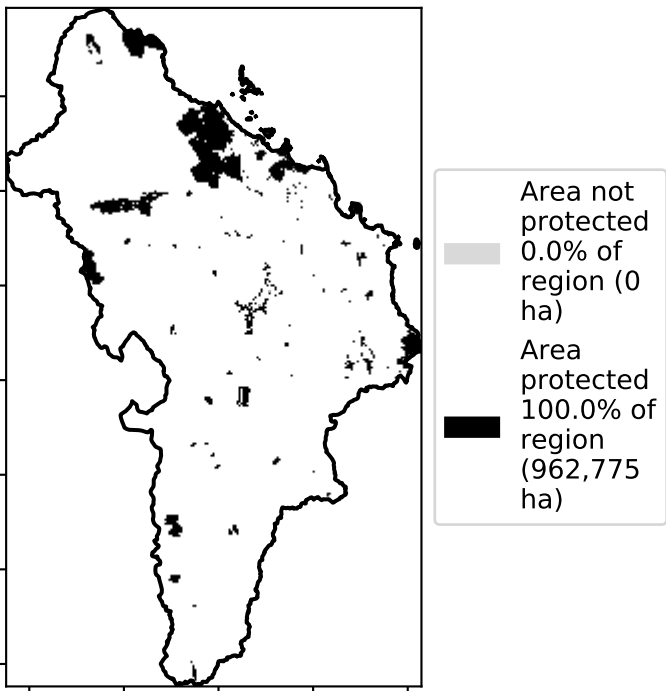 Area not
protected
0.0% of
region (0
ha)
Area
protected
100.0% of
region
(962,775
ha)